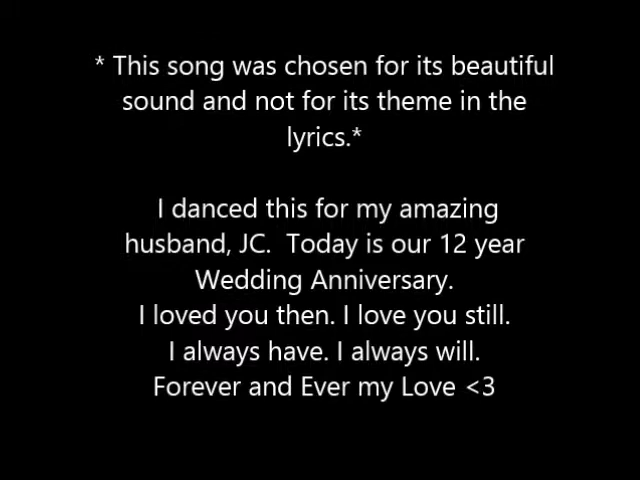 * This song was chosen for its beautiful
sound and not for its theme in the
lyrics.*
I danced this for my amazing
husband, JC.  Today is our 12 year
Wedding Anniversary.
I loved you then. I love you still.
I always have. I always will.
Forever and Ever my Love <3